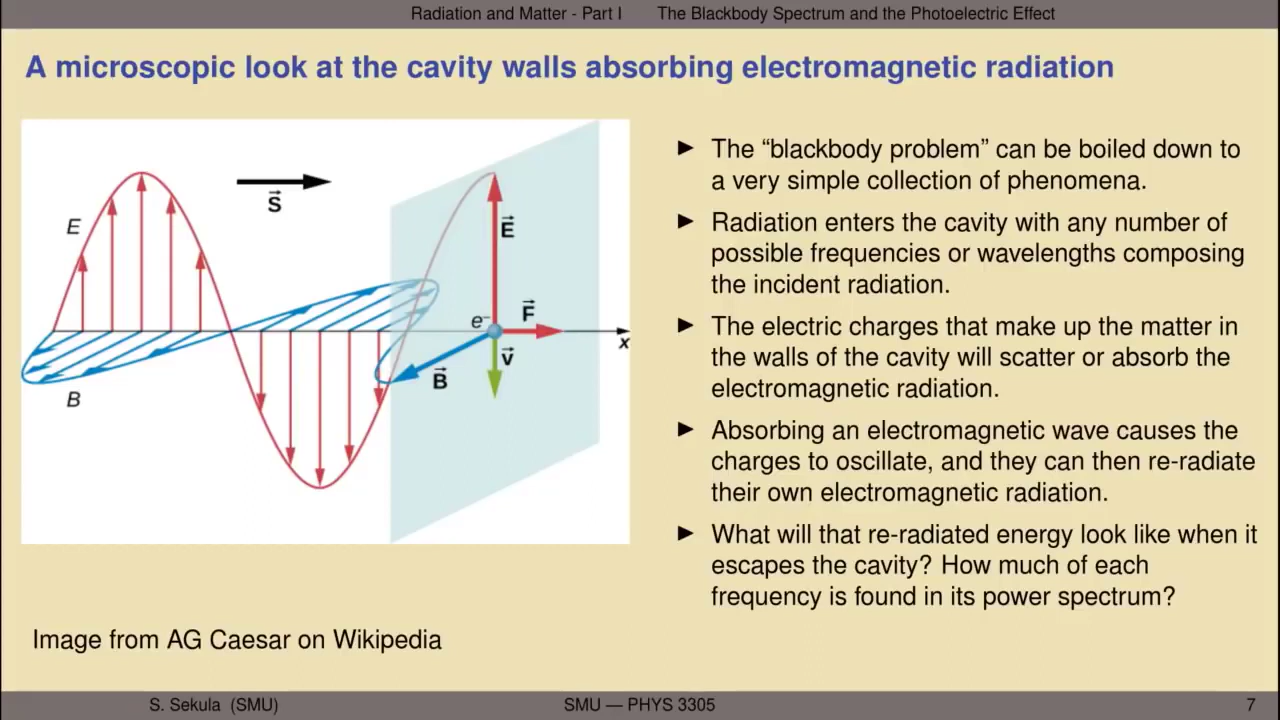 Radiation and Matter - Part I    The Blackbody Spectrum and the Photoelectric Effect
A microscopic look at the cavity walls absorbing electromagnetic radiation
E
S⃗
E⃗
e⁻
F⃗
x
v⃗
B⃗
B
► The “blackbody problem” can be boiled down to
a very simple collection of phenomena.
► Radiation enters the cavity with any number of
possible frequencies or wavelengths composing
the incident radiation.
► The electric charges that make up the matter in
the walls of the cavity will scatter or absorb the
electromagnetic radiation.
► Absorbing an electromagnetic wave causes the
charges to oscillate, and they can then re-radiate
their own electromagnetic radiation.
► What will that re-radiated energy look like when it
escapes the cavity? How much of each
frequency is found in its power spectrum?
Image from AG Caesar on Wikipedia
S. Sekula (SMU)    SMU — PHYS 3305    7